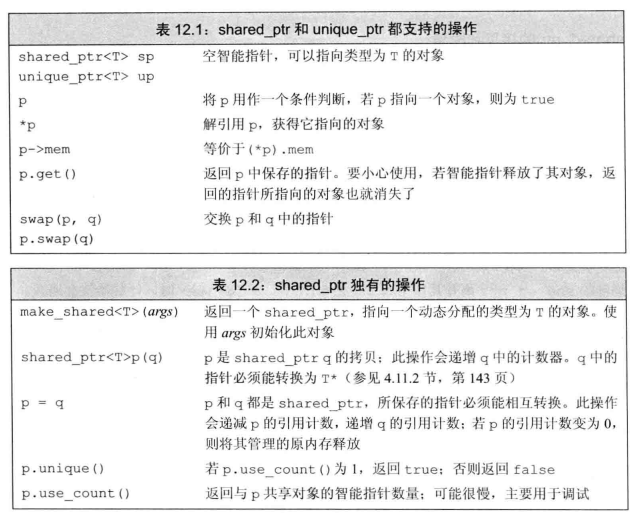 表 12.1：shared_ptr 和 unique_ptr 都支持的操作
shared_ptr<T> sp 空智能指针，可以指向类型为 T 的对象
unique_ptr<T> up
p 将 p 用作一个条件判断，若 p 指向一个对象，则为 true
*p 解引用 p，获得它指向的对象
p->mem 等价于(*p).mem
p.get() 返回 p 中保存的指针。要小心使用，若智能指针释放了其对象，返
回的指针所指向的对象也就消失了
swap(p, q) 交换 p 和 q 中的指针
p.swap(q)
表 12.2：shared_ptr 独有的操作
make_shared<T>(args) 返回一个 shared_ptr，指向一个动态分配的类型为 T 的对象。使
用 args 初始化此对象
shared_ptr<T>p(q) p 是 shared_ptr q 的拷贝；此操作会递增 q 中的计数器。q 中的
指针必须能转换为 T*（参见 4.11.2 节，第 143 页）
p = q p 和 q 都是 shared_ptr，所保存的指针必须能相互转换。此操作
会递减 p 的引用计数，递增 q 的引用计数；若 p 的引用计数变为 0，
则将其管理的原内存释放
p.unique() 若 p.use_count()为 1，返回 true；否则返回 false
p.use_count() 返回与 p 共享对象的智能指针数量；可能很慢，主要用于调试